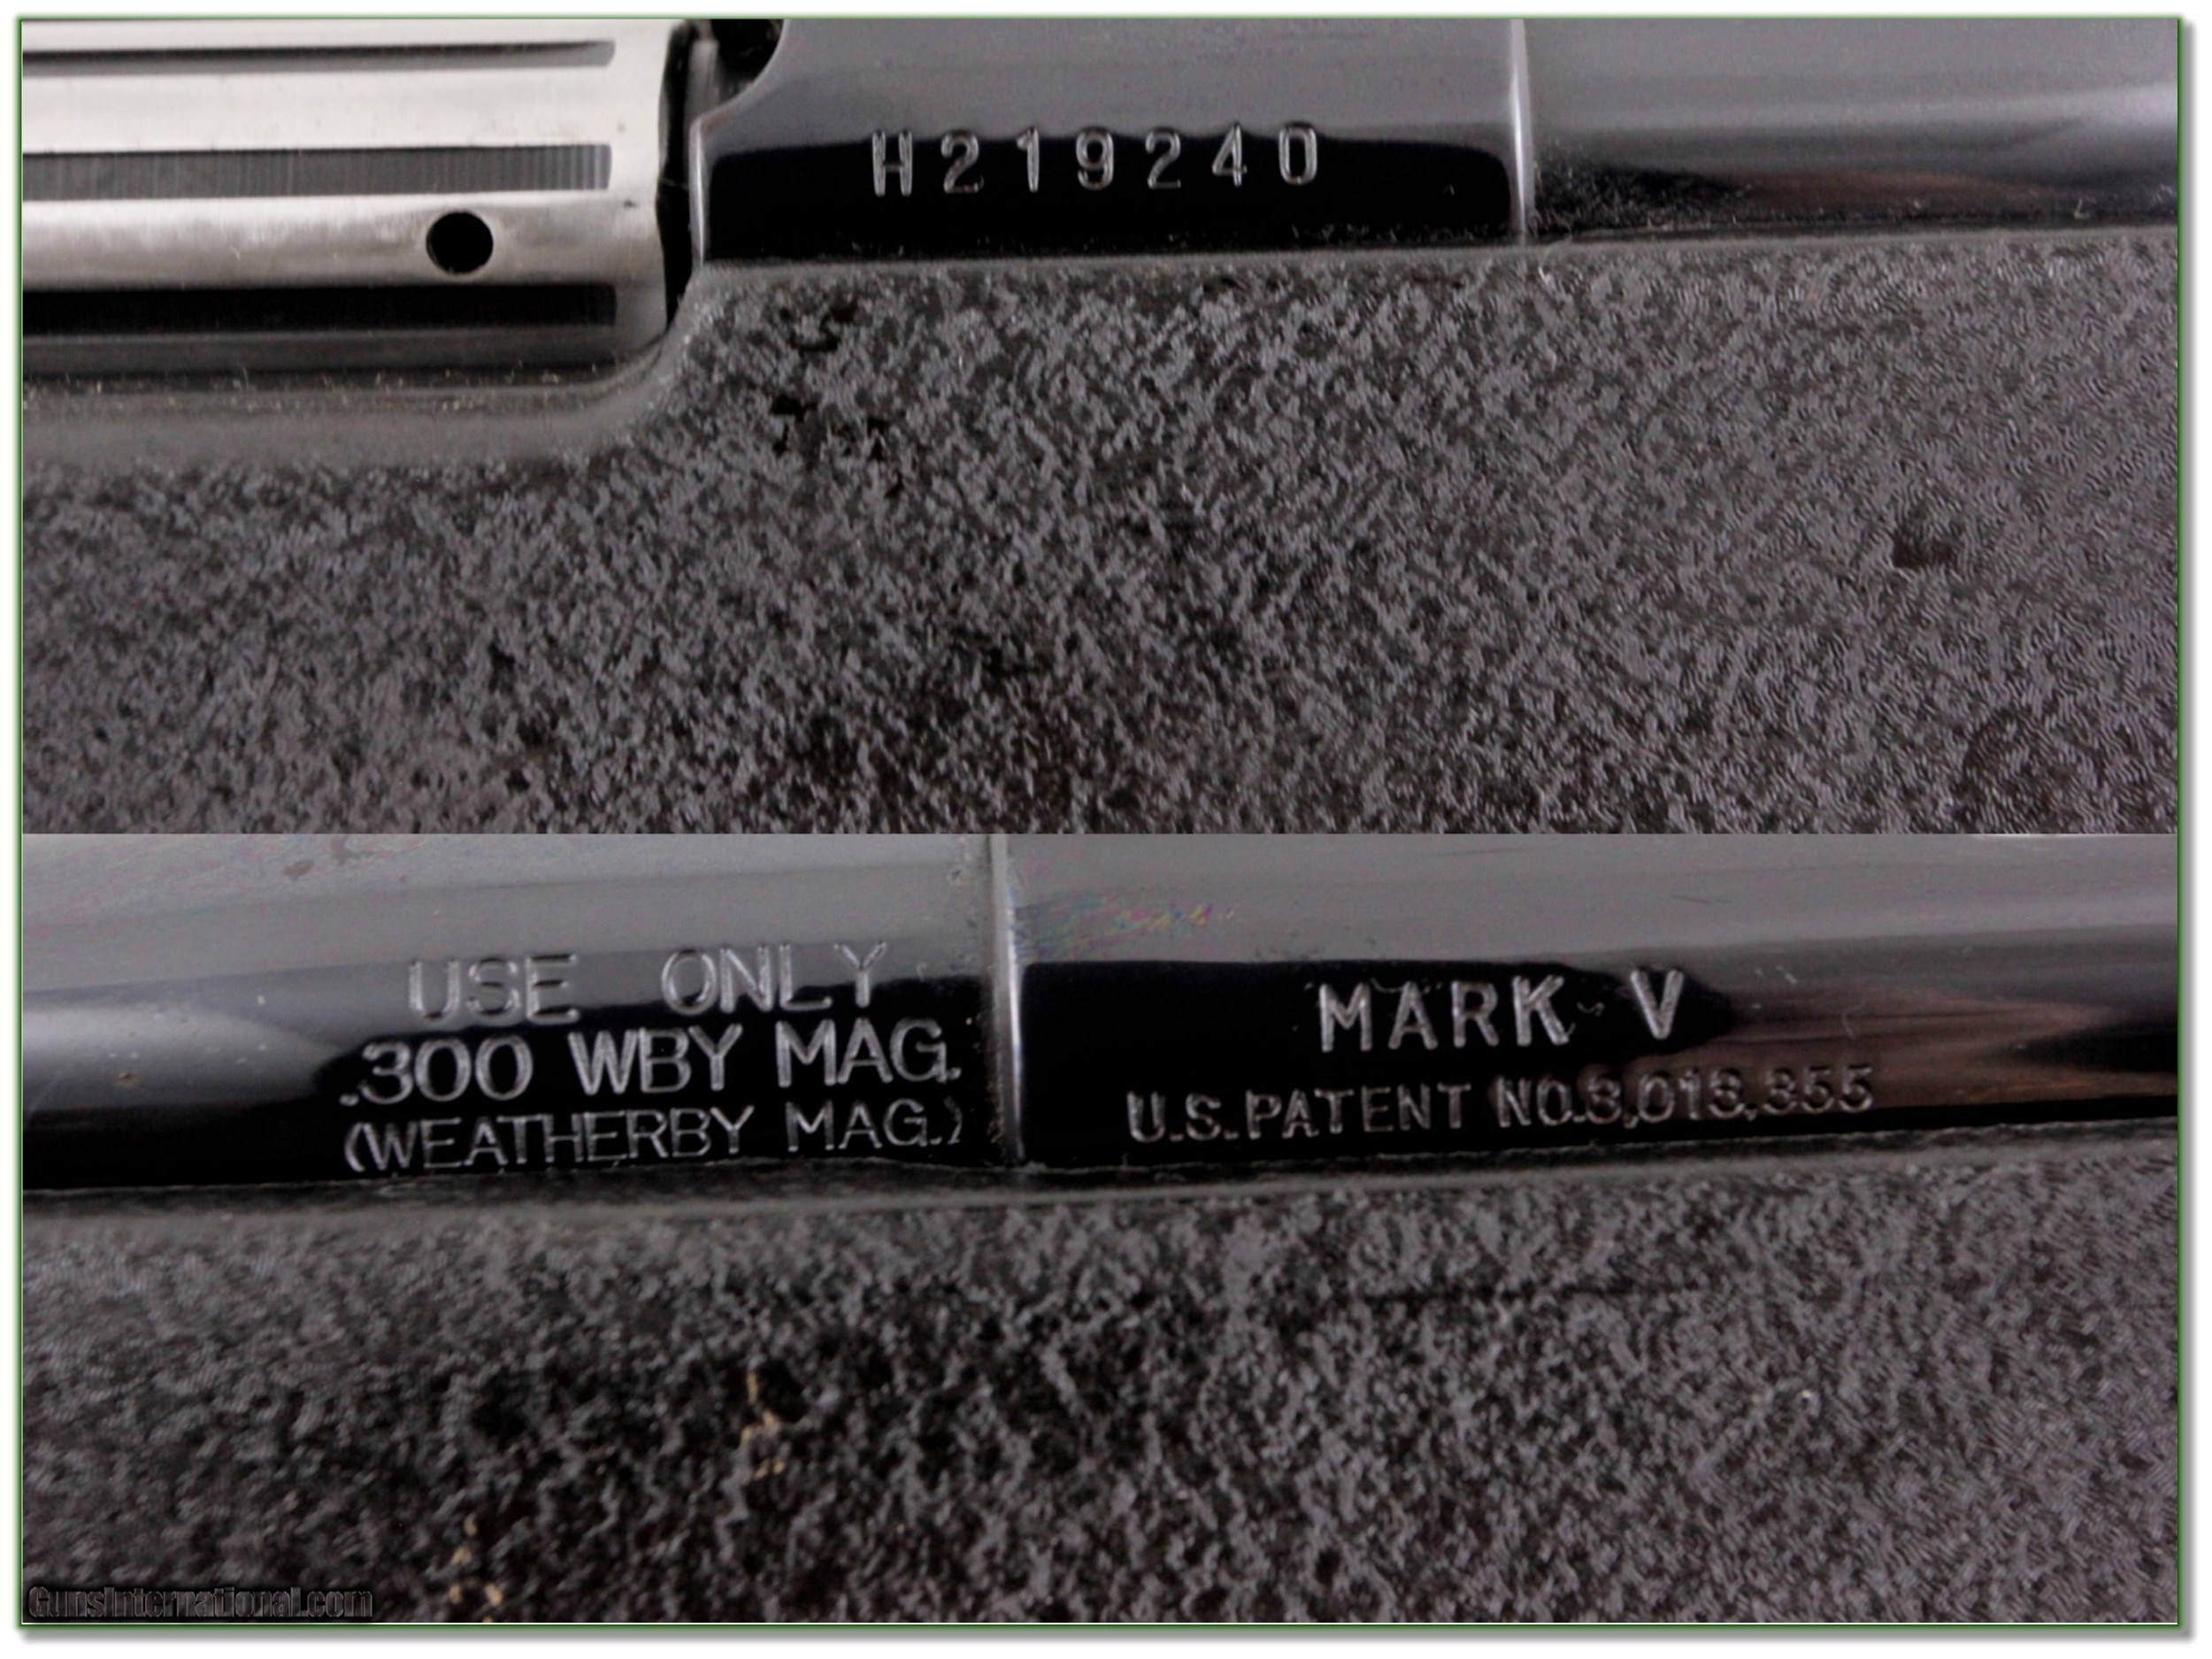 H219240
USE ONLY
.300 WBY MAG.
(WEATHERBY MAG.)
MARK V
U.S.PATENT NO.3,013,355
GunsInternational.com